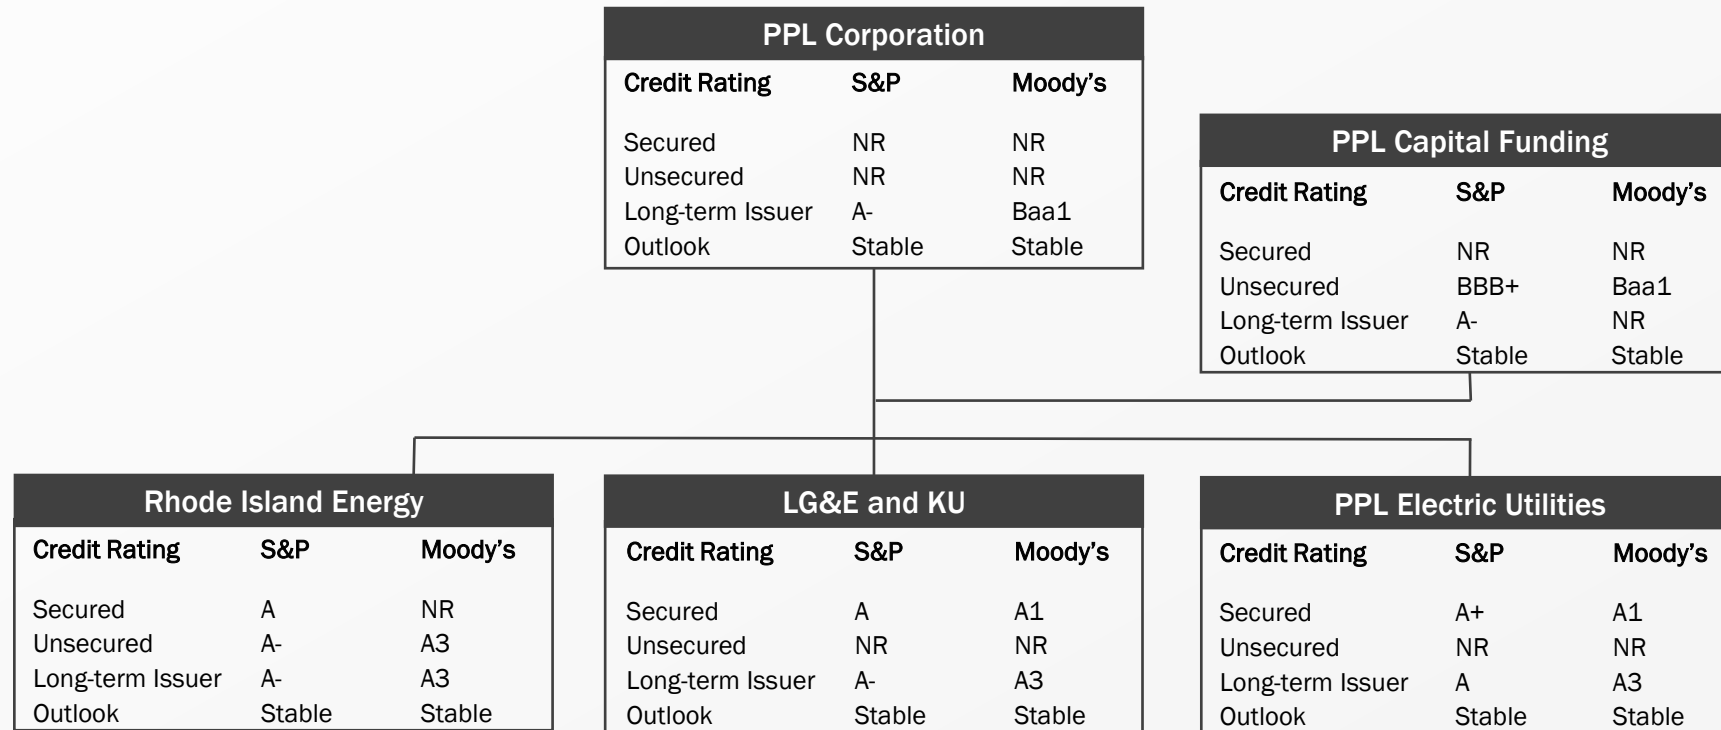 PPL Corporation
Credit Rating S&P Moody's
Secured NR NR
Unsecured NR NR
Long-term Issuer A- Baa1
Outlook Stable Stable
PPL Capital Funding
Credit Rating S&P Moody's
Secured NR NR
Unsecured BBB+ Baa1
Long-term Issuer A- NR
Outlook Stable Stable
Rhode Island Energy
Credit Rating S&P Moody's
Secured A NR
Unsecured A- A3
Long-term Issuer A- A3
Outlook Stable Stable
LG&E and KU
Credit Rating S&P Moody's
Secured A A1
Unsecured NR NR
Long-term Issuer A- A3
Outlook Stable Stable
PPL Electric Utilities
Credit Rating S&P Moody's
Secured A+ A1
Unsecured NR NR
Long-term Issuer A A3
Outlook Stable Stable